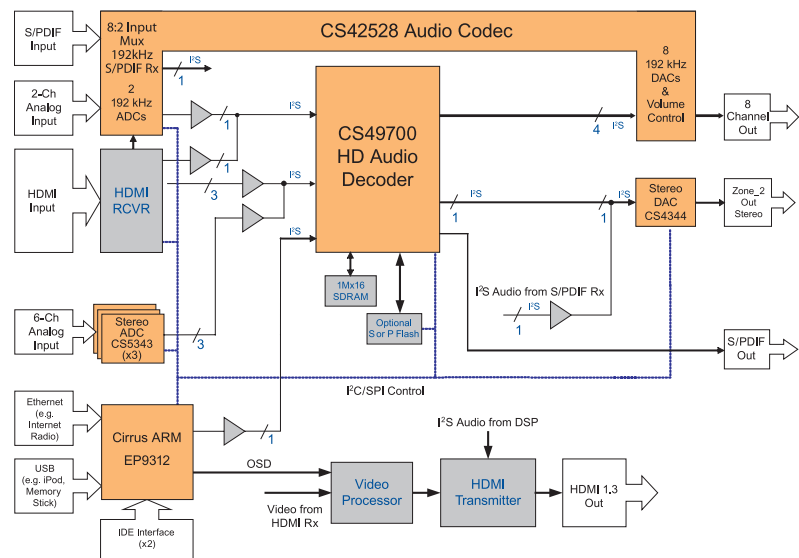 S/PDIF
Input
8:2 Input
Mux
192kHz
S/PDIF Rx
2
192 kHz
ADCs
CS42528 Audio Codec
8
192 kHz
DACs
&
Volume
Control
I²S
1
2-Ch
Analog
Input
I²S
1
I²S
1
HDMI
Input
HDMI
RCVR
3
I²S
I²S
CS49700
HD Audio
Decoder
4
I²S
8
Channel
Out
I²S
1
1
I²S
Stereo
DAC
CS4344
Zone_2
Out
Stereo
1Mx16
SDRAM
Optional
S or P Flash
I²S Audio from S/PDIF Rx
I²S
1
6-Ch
Analog
Input
Stereo
ADC
CS5343
(x3)
3
S/PDIF
Out
I²C/SPI Control
Ethernet
(e.g.
Internet
Radio)
Cirrus ARM
EP9312
1
USB
(e.g. iPod,
Memory
Stick)
IDE Interface
(x2)
OSD
Video from
HDMI Rx
Video
Processor
I²S Audio from DSP
HDMI
Transmitter
HDMI 1.3
Out